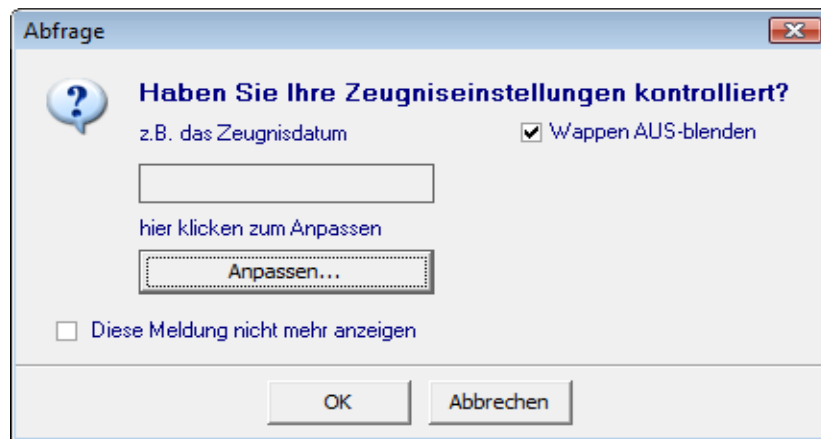 Abfrage
Haben Sie Ihre Zeugniseinstellungen kontrolliert?
z.B. das Zeugnisdatum
Wappen AUS-blenden
hier klicken zum Anpassen
Anpassen...
Diese Meldung nicht mehr anzeigen
OK
Abbrechen